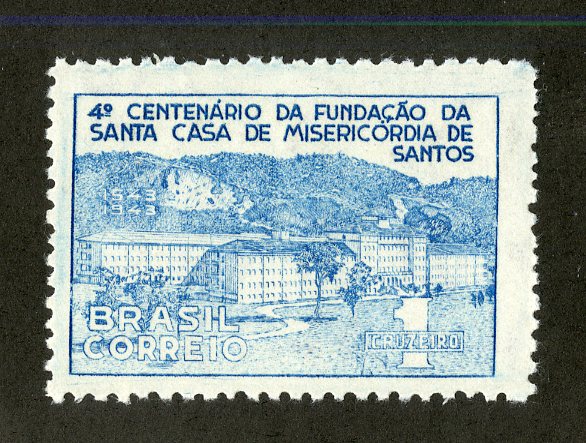 4º CENTENÁRIO DA FUNDAÇÃO DA
SANTA CASA DE MISERICÓRDIA DE
SANTOS
1543
1943
BRASIL
CORREIO
1
CRUZEIRO